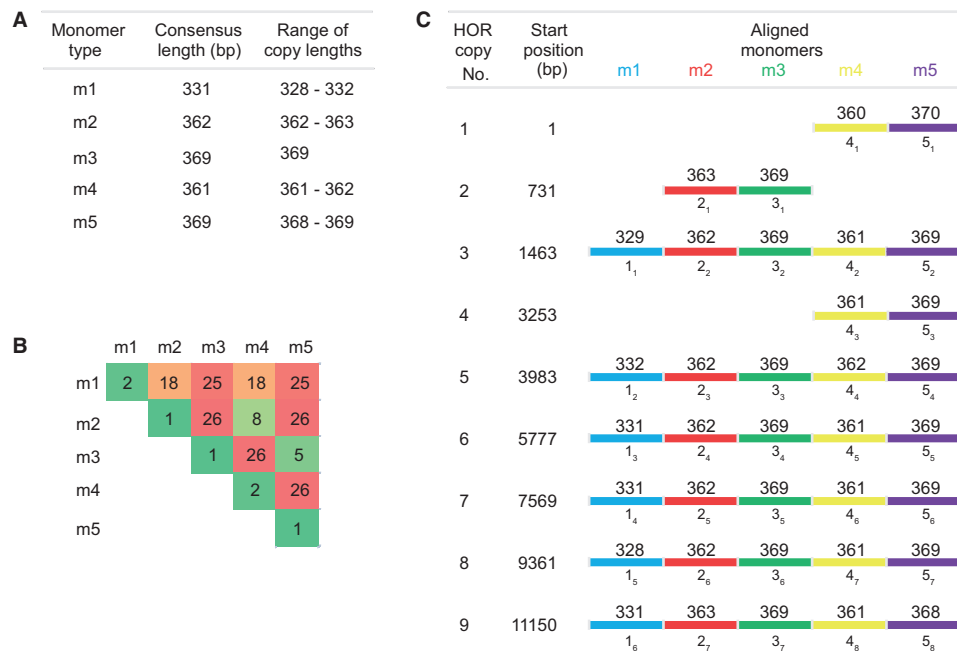 A
Monomer type Consensus length (bp) Range of copy lengths
m1 331 328 - 332
m2 362 362 - 363
m3 369 369
m4 361 361 - 362
m5 369 368 - 369
B
m1 m2 m3 m4 m5
m1 2 18 25 18 25
m2 1 26 8 26
m3 1 26 5
m4 2 26
m5 1
C
HOR copy No. Start position (bp) Aligned monomers
m1 m2 m3 m4 m5
360 370
1 1
4₁ 5₁
363 369
2 731
2₁ 3₁
329 362 369 361 369
3 1463
1₁ 2₂ 3₂ 4₂ 5₂
361 369
4 3253
4₃ 5₃
332 362 369 362 369
5 3983
1₂ 2₃ 3₃ 4₄ 5₄
331 362 369 361 369
6 5777
1₃ 2₄ 3₄ 4₅ 5₅
331 362 369 361 369
7 7569
1₄ 2₅ 3₅ 4₆ 5₆
328 362 369 361 369
8 9361
1₅ 2₆ 3₆ 4₇ 5₇
331 363 369 361 368
9 11150
1₆ 2₇ 3₇ 4₈ 5₈